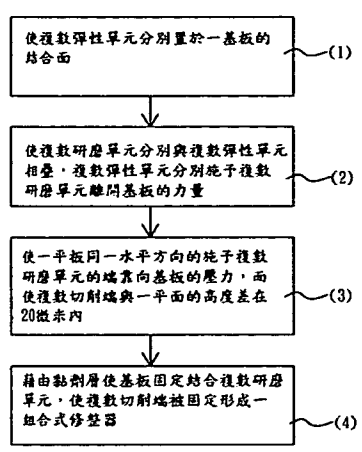 使複數彈性單元分別置於一基板的
結合面
(1)
使複數研磨單元分別與複數彈性單元
相疊，複數彈性單元分別施予複數
研磨單元離開基板的力量
(2)
使一平板同一水平方向的施予複數
研磨單元的端靠向基板的壓力，而
使複數切削端與一平面的高度差在
20微米內
(3)
藉由黏劑層使基板固定結合複數研磨
單元，使複數切削端被固定形成一
組合式修整器
(4)